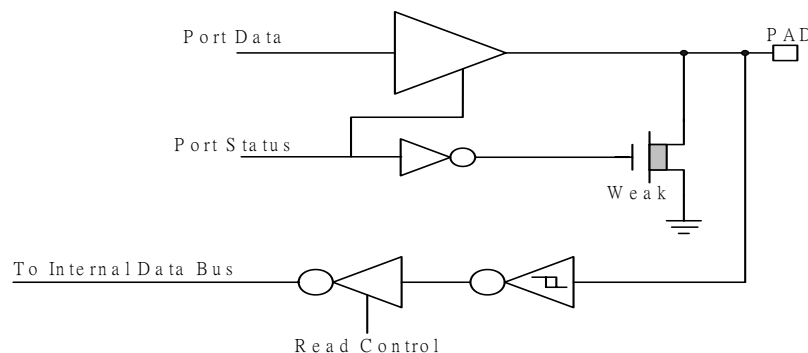 PAD
Port Data
Port Status
Weak
To Internal Data Bus
Read Control